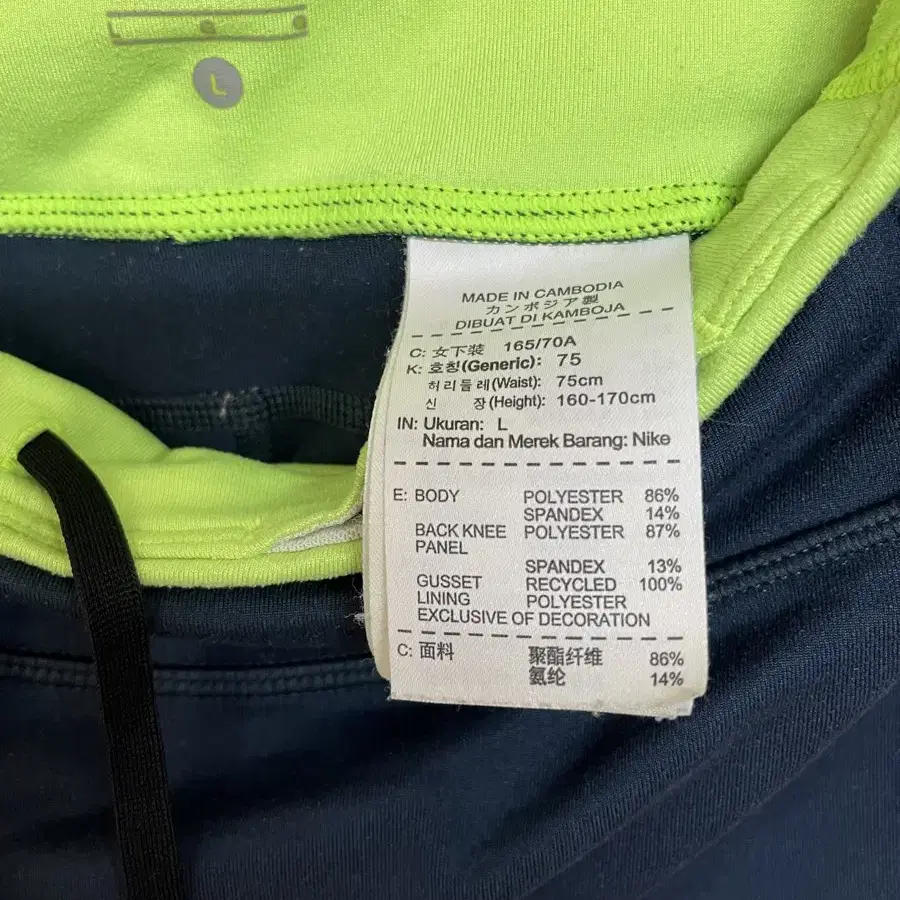 L G
L
MADE IN CAMBODIA
カンボジア製
DIBUAT DI KAMBOJA
C: 女下裝 165/70A
K: 호칭(Generic): 75
허리둘레(Waist): 75cm
신 장(Height): 160-170cm
IN: Ukuran: L
Nama dan Merek Barang: Nike
E: BODY POLYESTER 86%
SPANDEX 14%
BACK KNEE POLYESTER 87%
PANEL
SPANDEX 13%
GUSSET RECYCLED 100%
LINING POLYESTER
EXCLUSIVE OF DECORATION
C: 面料 聚酯纤维 86%
氨纶 14%